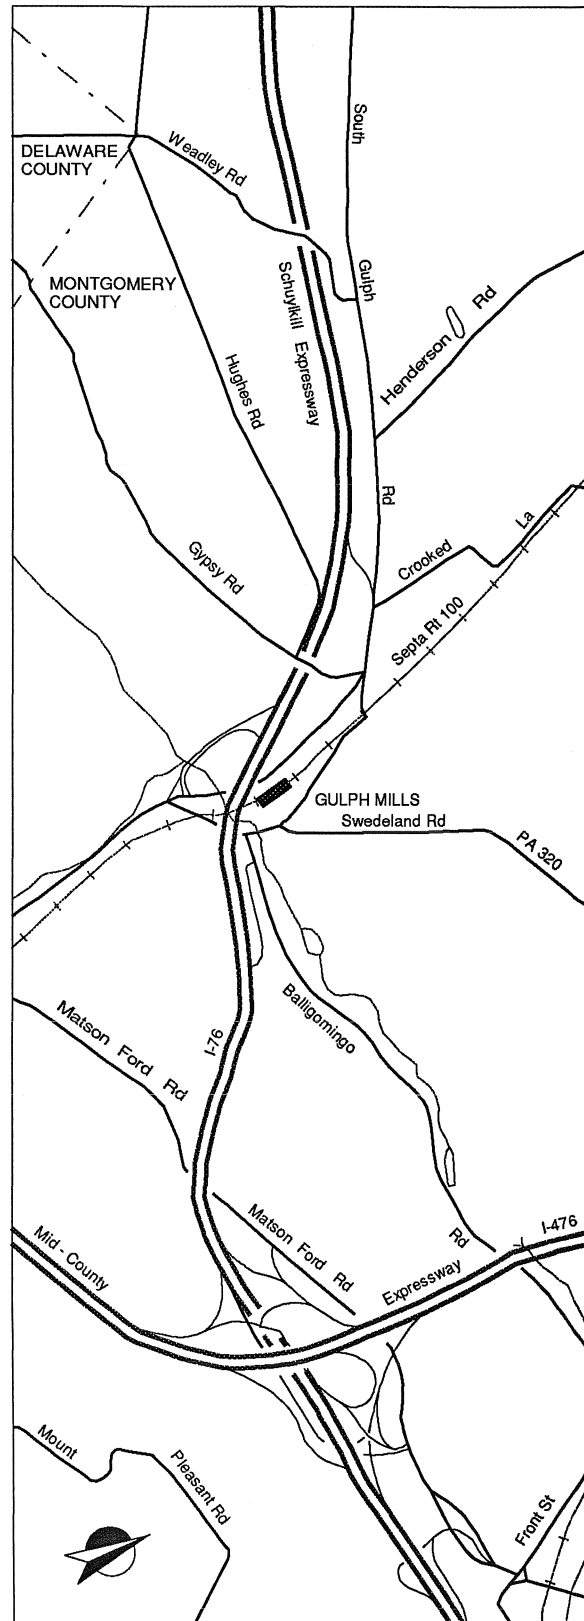 South
Weadley Rd
DELAWARE
COUNTY
Gulph
MONTGOMERY
COUNTY
Schuylkill Expressway
Henderson Rd
Hughes Rd
Rd
Crooked La
Gypsy Rd
Septa Rt 100
GULPH MILLS
Swedeland Rd
PA 320
Balligomingo
Matson Ford Rd
I-76
Matson Ford Rd
Rd
I-476
Mid - County
Expressway
Mount
Pleasant Rd
Front St